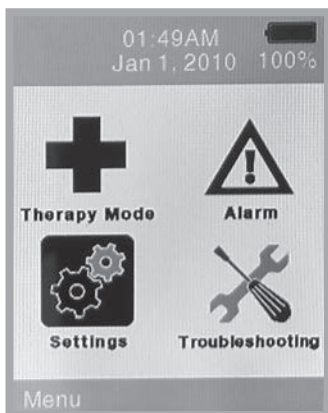 01:49AM
Jan 1, 2010 100%
Therapy Mode Alarm
Settings Troubleshooting
Menu